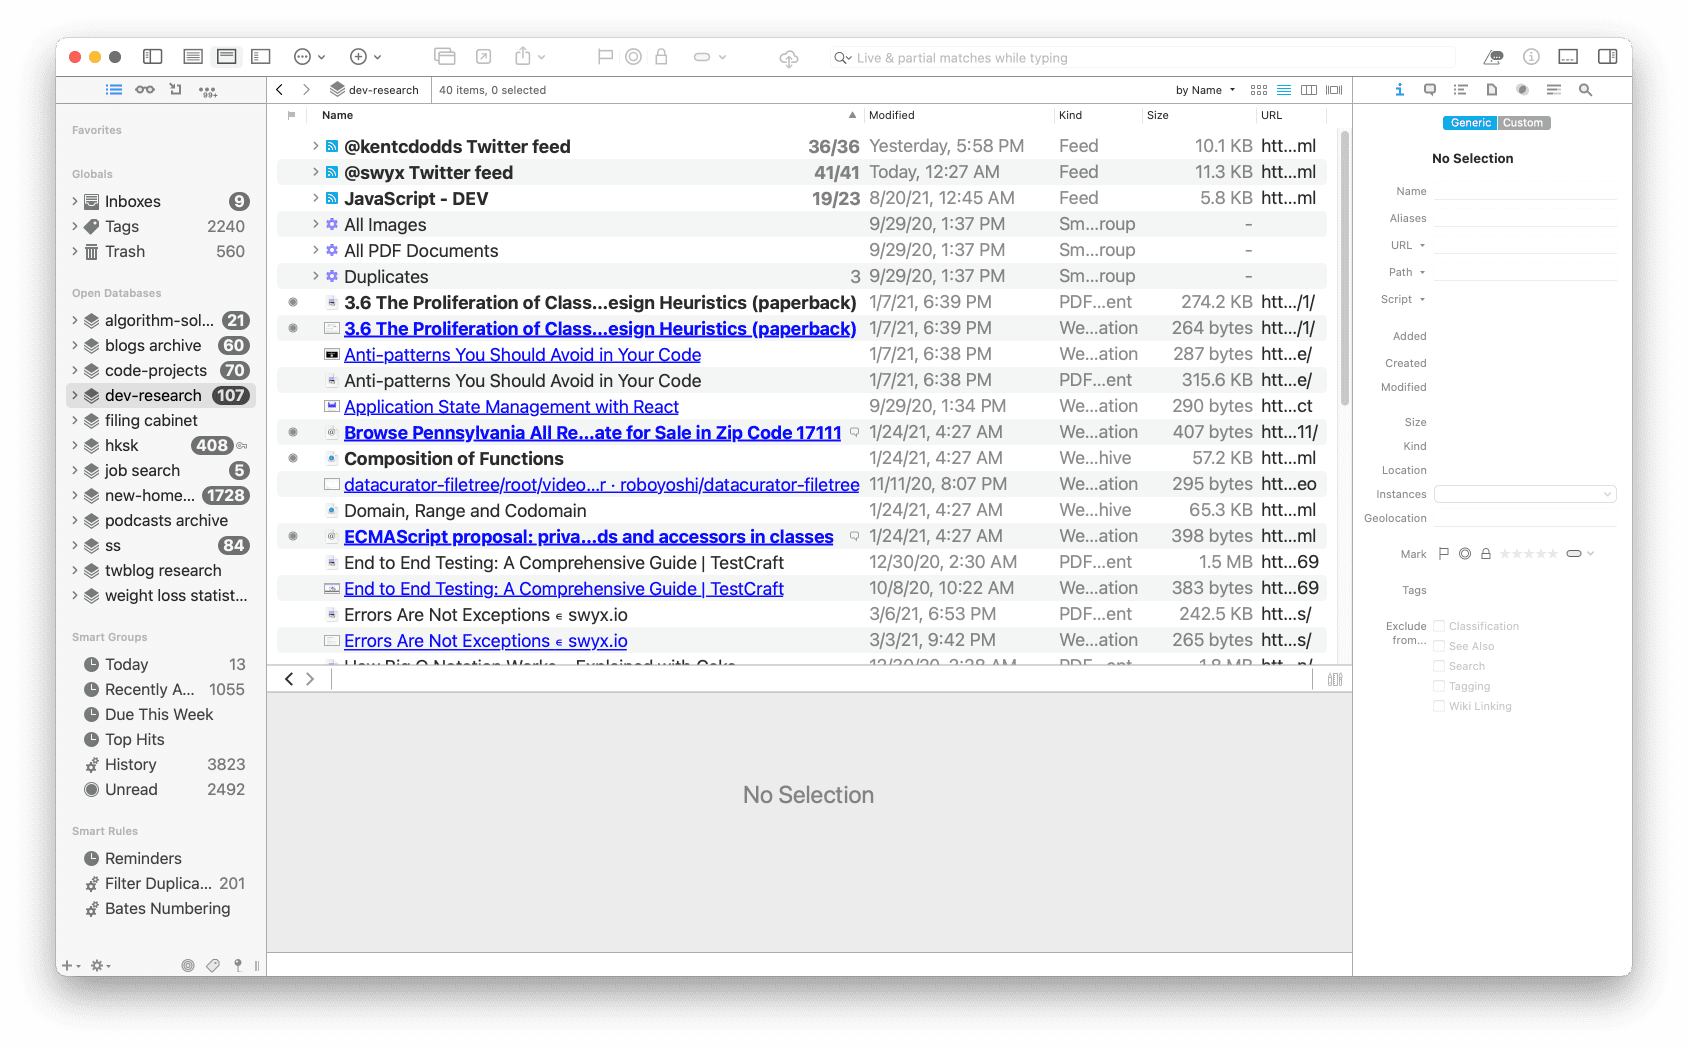 Live & partial matches while typing
99+
dev-research
40 items, 0 selected
by Name
Favorites
Globals
Inboxes 9
Tags 2240
Trash 560
Open Databases
algorithm-sol... 21
blogs archive 60
code-projects 70
dev-research 107
filing cabinet
hksk 408
job search 5
new-home... 1728
podcasts archive
ss 84
twblog research
weight loss statist...
Smart Groups
Today 13
Recently A... 1055
Due This Week
Top Hits
History 3823
Unread 2492
Smart Rules
Reminders
Filter Duplica... 201
Bates Numbering
Name Modified Kind Size URL
@kentcdodds Twitter feed 36/36 Yesterday, 5:58 PM Feed 10.1 KB htt...ml
@swyx Twitter feed 41/41 Today, 12:27 AM Feed 11.3 KB htt...ml
JavaScript - DEV 19/23 8/20/21, 12:45 AM Feed 5.8 KB htt...ml
All Images 9/29/20, 1:37 PM Sm...roup -
All PDF Documents 9/29/20, 1:37 PM Sm...roup -
Duplicates 3 9/29/20, 1:37 PM Sm...roup -
3.6 The Proliferation of Class...esign Heuristics (paperback) 1/7/21, 6:39 PM PDF...ent 274.2 KB htt.../1/
3.6 The Proliferation of Class...esign Heuristics (paperback) 1/7/21, 6:39 PM We...ation 264 bytes htt.../1/
Anti-patterns You Should Avoid in Your Code 1/7/21, 6:38 PM We...ation 287 bytes htt...e/
Anti-patterns You Should Avoid in Your Code 1/7/21, 6:38 PM PDF...ent 315.6 KB htt...e/
Application State Management with React 9/29/20, 1:34 PM We...ation 290 bytes htt...ct
Browse Pennsylvania All Re...ate for Sale in Zip Code 17111 1/24/21, 4:27 AM We...ation 407 bytes htt...11/
Composition of Functions 1/24/21, 4:27 AM We...hive 57.2 KB htt...ml
datacurator-filetree/root/video...r · roboyoshi/datacurator-filetree 11/11/20, 8:07 PM We...ation 295 bytes htt...eo
Domain, Range and Codomain 1/24/21, 4:27 AM We...hive 65.3 KB htt...ml
ECMAScript proposal: priva...ds and accessors in classes 1/24/21, 4:27 AM We...ation 398 bytes htt...ml
End to End Testing: A Comprehensive Guide | TestCraft 12/30/20, 2:30 AM PDF...ent 1.5 MB htt...69
End to End Testing: A Comprehensive Guide | TestCraft 10/8/20, 10:22 AM We...ation 383 bytes htt...69
Errors Are Not Exceptions ∊ swyx.io 3/6/21, 6:53 PM PDF...ent 242.5 KB htt...s/
Errors Are Not Exceptions ∊ swyx.io 3/3/21, 9:42 PM We...ation 265 bytes htt...s/
No Selection
Generic Custom
No Selection
Name
Aliases
URL
Path
Script
Added
Created
Modified
Size
Kind
Location
Instances
Geolocation
Mark
Tags
Exclude from...
Classification
See Also
Search
Tagging
Wiki Linking